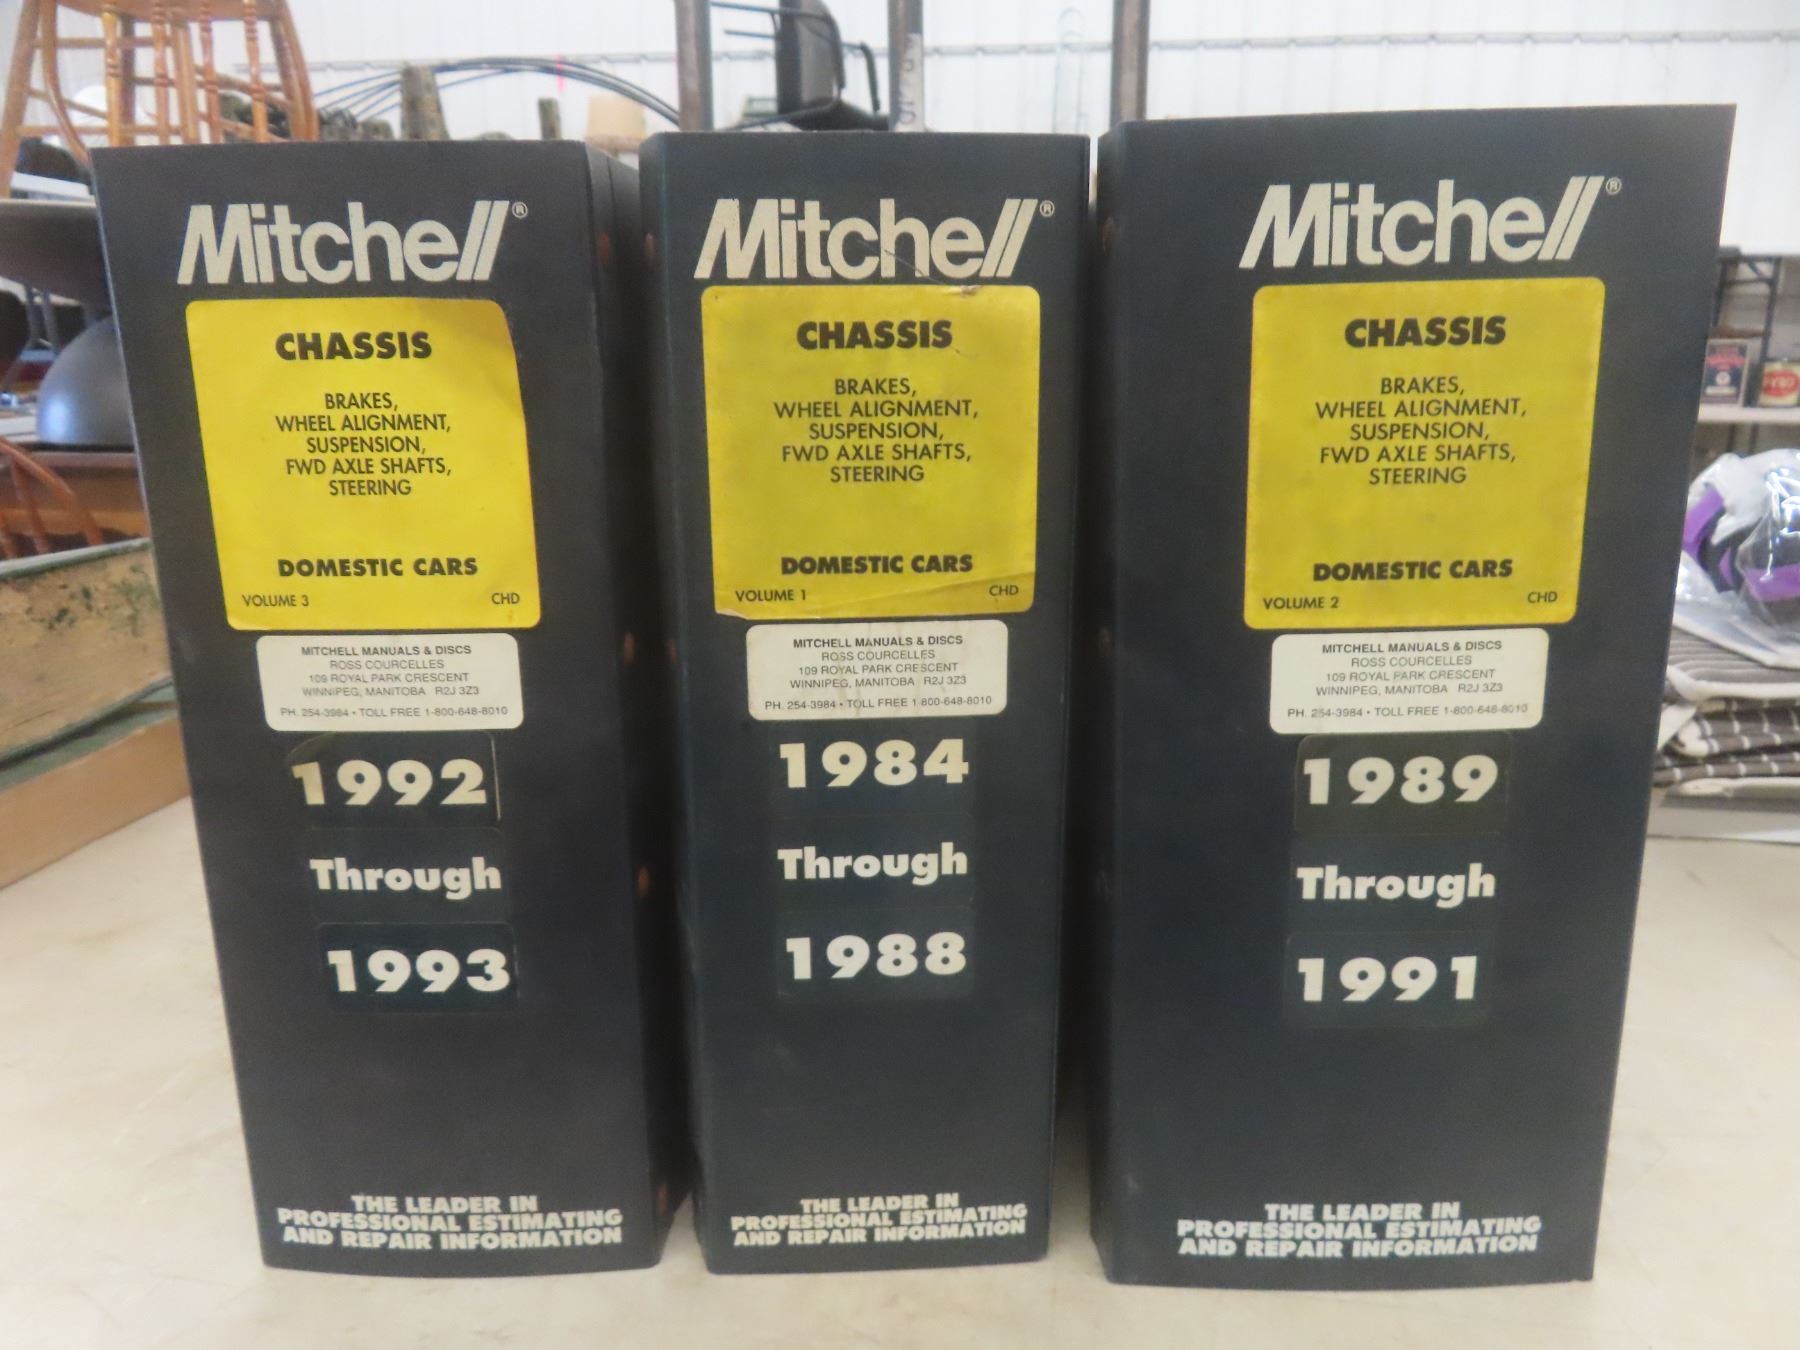 Mitchell®
CHASSIS
BRAKES,
WHEEL ALIGNMENT,
SUSPENSION,
FWD AXLE SHAFTS,
STEERING
DOMESTIC CARS
VOLUME 3 CHD
MITCHELL MANUALS & DISCS
ROSS COURCELLES
109 ROYAL PARK CRESCENT
WINNIPEG, MANITOBA R2J 3Z3
PH. 254-3984 • TOLL FREE 1-800-648-8010
1992
Through
1993
THE LEADER IN
PROFESSIONAL ESTIMATING
AND REPAIR INFORMATION
Mitchell®
CHASSIS
BRAKES,
WHEEL ALIGNMENT,
SUSPENSION,
FWD AXLE SHAFTS,
STEERING
DOMESTIC CARS
VOLUME 1 CHD
MITCHELL MANUALS & DISCS
ROSS COURCELLES
109 ROYAL PARK CRESCENT
WINNIPEG, MANITOBA R2J 3Z3
PH. 254-3984 • TOLL FREE 1-800-648-8010
1984
Through
1988
THE LEADER IN
PROFESSIONAL ESTIMATING
AND REPAIR INFORMATION
Mitchell®
CHASSIS
BRAKES,
WHEEL ALIGNMENT,
SUSPENSION,
FWD AXLE SHAFTS,
STEERING
DOMESTIC CARS
VOLUME 2 CHD
MITCHELL MANUALS & DISCS
ROSS COURCELLES
109 ROYAL PARK CRESCENT
WINNIPEG, MANITOBA R2J 3Z3
PH. 254-3984 • TOLL FREE 1-800-648-8010
1989
Through
1991
THE LEADER IN
PROFESSIONAL ESTIMATING
AND REPAIR INFORMATION